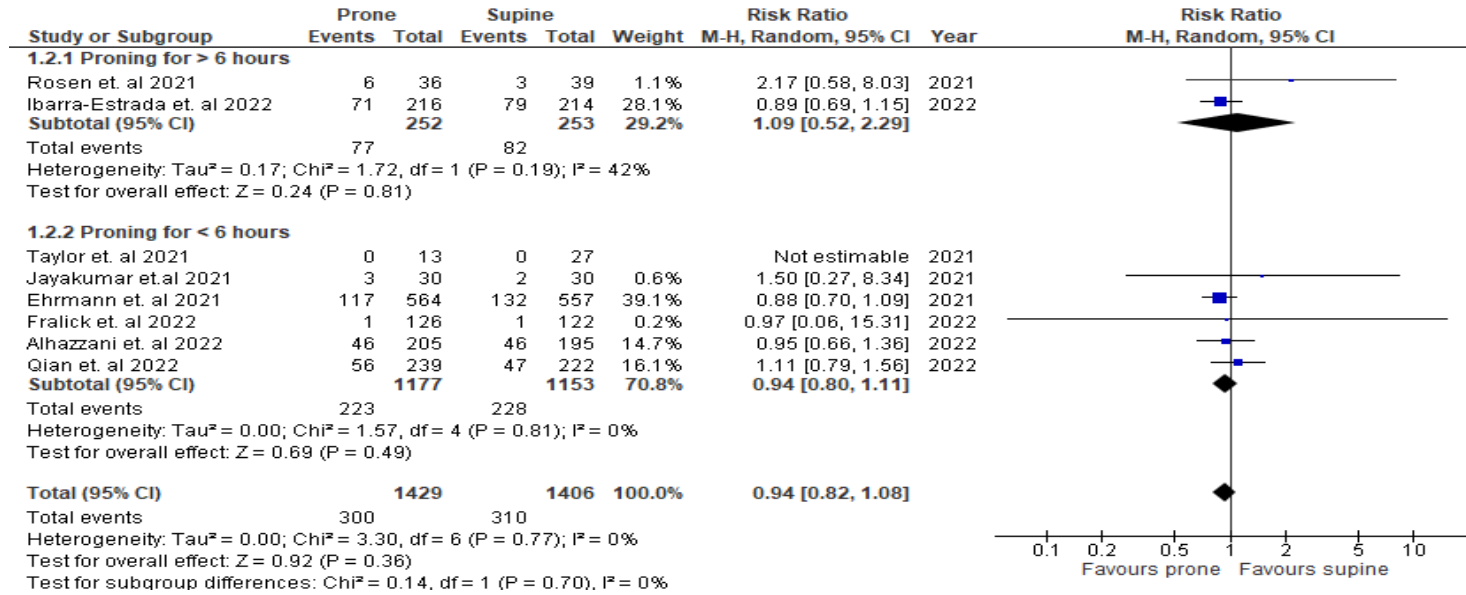 Prone Supine Risk Ratio Risk Ratio
Study or Subgroup Events Total Events Total Weight M-H, Random, 95% CI Year M-H, Random, 95% CI
1.2.1 Proning for > 6 hours
Rosen et. al 2021 6 36 3 39 1.1% 2.17 [0.58, 8.03] 2021
Ibarra-Estrada et. al 2022 71 216 79 214 28.1% 0.89 [0.69, 1.15] 2022
Subtotal (95% CI) 252 253 29.2% 1.09 [0.52, 2.29]
Total events 77 82
Heterogeneity: Tau² = 0.17; Chi² = 1.72, df = 1 (P = 0.19); I² = 42%
Test for overall effect: Z = 0.24 (P = 0.81)
1.2.2 Proning for < 6 hours
Taylor et. al 2021 0 13 0 27 Not estimable 2021
Jayakumar et.al 2021 3 30 2 30 0.6% 1.50 [0.27, 8.34] 2021
Ehrmann et. al 2021 117 564 132 557 39.1% 0.88 [0.70, 1.09] 2021
Fralick et. al 2022 1 126 1 122 0.2% 0.97 [0.06, 15.31] 2022
Alhazzani et. al 2022 46 205 46 195 14.7% 0.95 [0.66, 1.36] 2022
Qian et. al 2022 56 239 47 222 16.1% 1.11 [0.79, 1.56] 2022
Subtotal (95% CI) 1177 1153 70.8% 0.94 [0.80, 1.11]
Total events 223 228
Heterogeneity: Tau² = 0.00; Chi² = 1.57, df = 4 (P = 0.81); I² = 0%
Test for overall effect: Z = 0.69 (P = 0.49)
Total (95% CI) 1429 1406 100.0% 0.94 [0.82, 1.08]
Total events 300 310
Heterogeneity: Tau² = 0.00; Chi² = 3.30, df = 6 (P = 0.77); I² = 0%
Test for overall effect: Z = 0.92 (P = 0.36)
Test for subgroup differences: Chi² = 0.14, df = 1 (P = 0.70), I² = 0%
0.1 0.2 0.5 1 2 5 10
Favours prone Favours supine